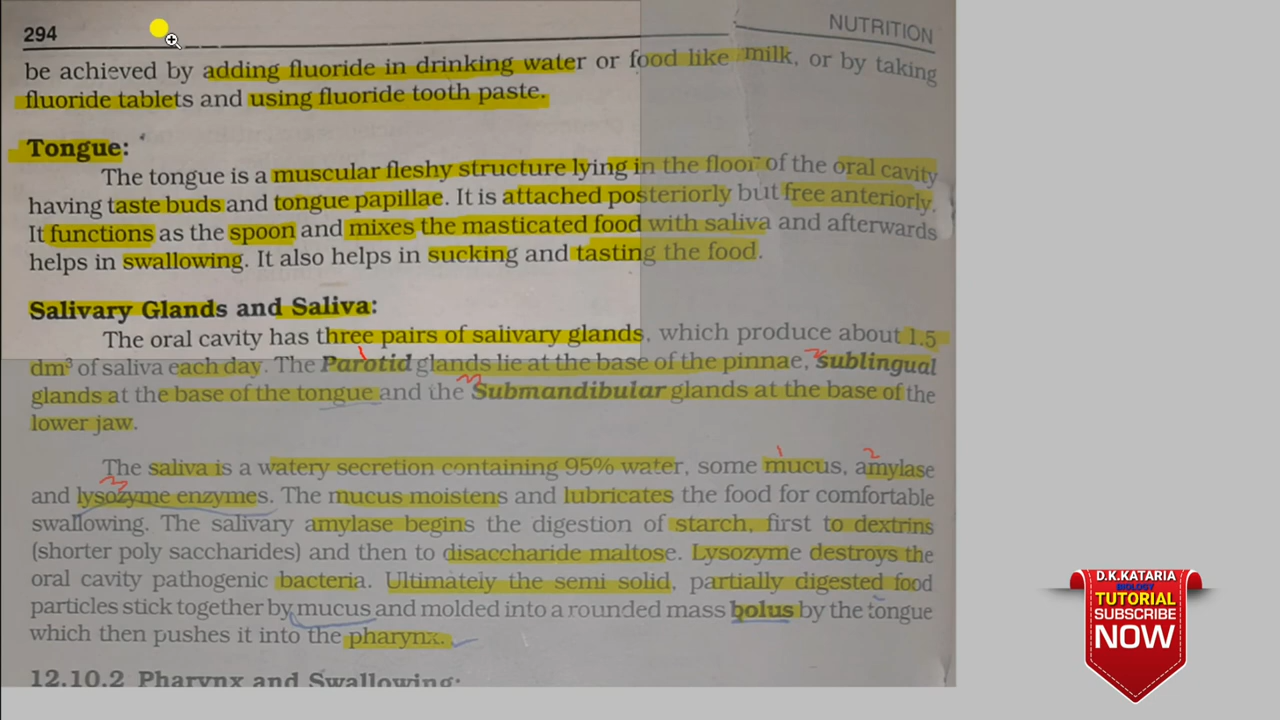 294
NUTRITION
be achieved by adding fluoride in drinking water or food like milk, or by taking
fluoride tablets and using fluoride tooth paste.
Tongue:
The tongue is a muscular fleshy structure lying in the floor of the oral cavity
having taste buds and tongue papillae. It is attached posteriorly but free anteriorly.
It functions as the spoon and mixes the masticated food with saliva and afterwards
helps in swallowing. It also helps in sucking and tasting the food.
Salivary Glands and Saliva:
The oral cavity has three pairs of salivary glands, which produce about 1.5
dm³ of saliva each day. The Parotid glands lie at the base of the pinnae, sublingual
glands at the base of the tongue and the Submandibular glands at the base of the
lower jaw.
The saliva is a watery secretion containing 95% water, some mucus, amylase
and lysozyme enzymes. The mucus moistens and lubricates the food for comfortable
swallowing. The salivary amylase begins the digestion of starch, first to dextrins
(shorter poly saccharides) and then to disaccharide maltose. Lysozyme destroys the
oral cavity pathogenic bacteria. Ultimately the semi solid, partially digested food
particles stick together by mucus and molded into a rounded mass bolus by the tongue
which then pushes it into the pharynx.
12.10.2 Pharynx and Swallowing:
D.K.KATARIA
BIOLOGY
TUTORIAL
SUBSCRIBE
NOW